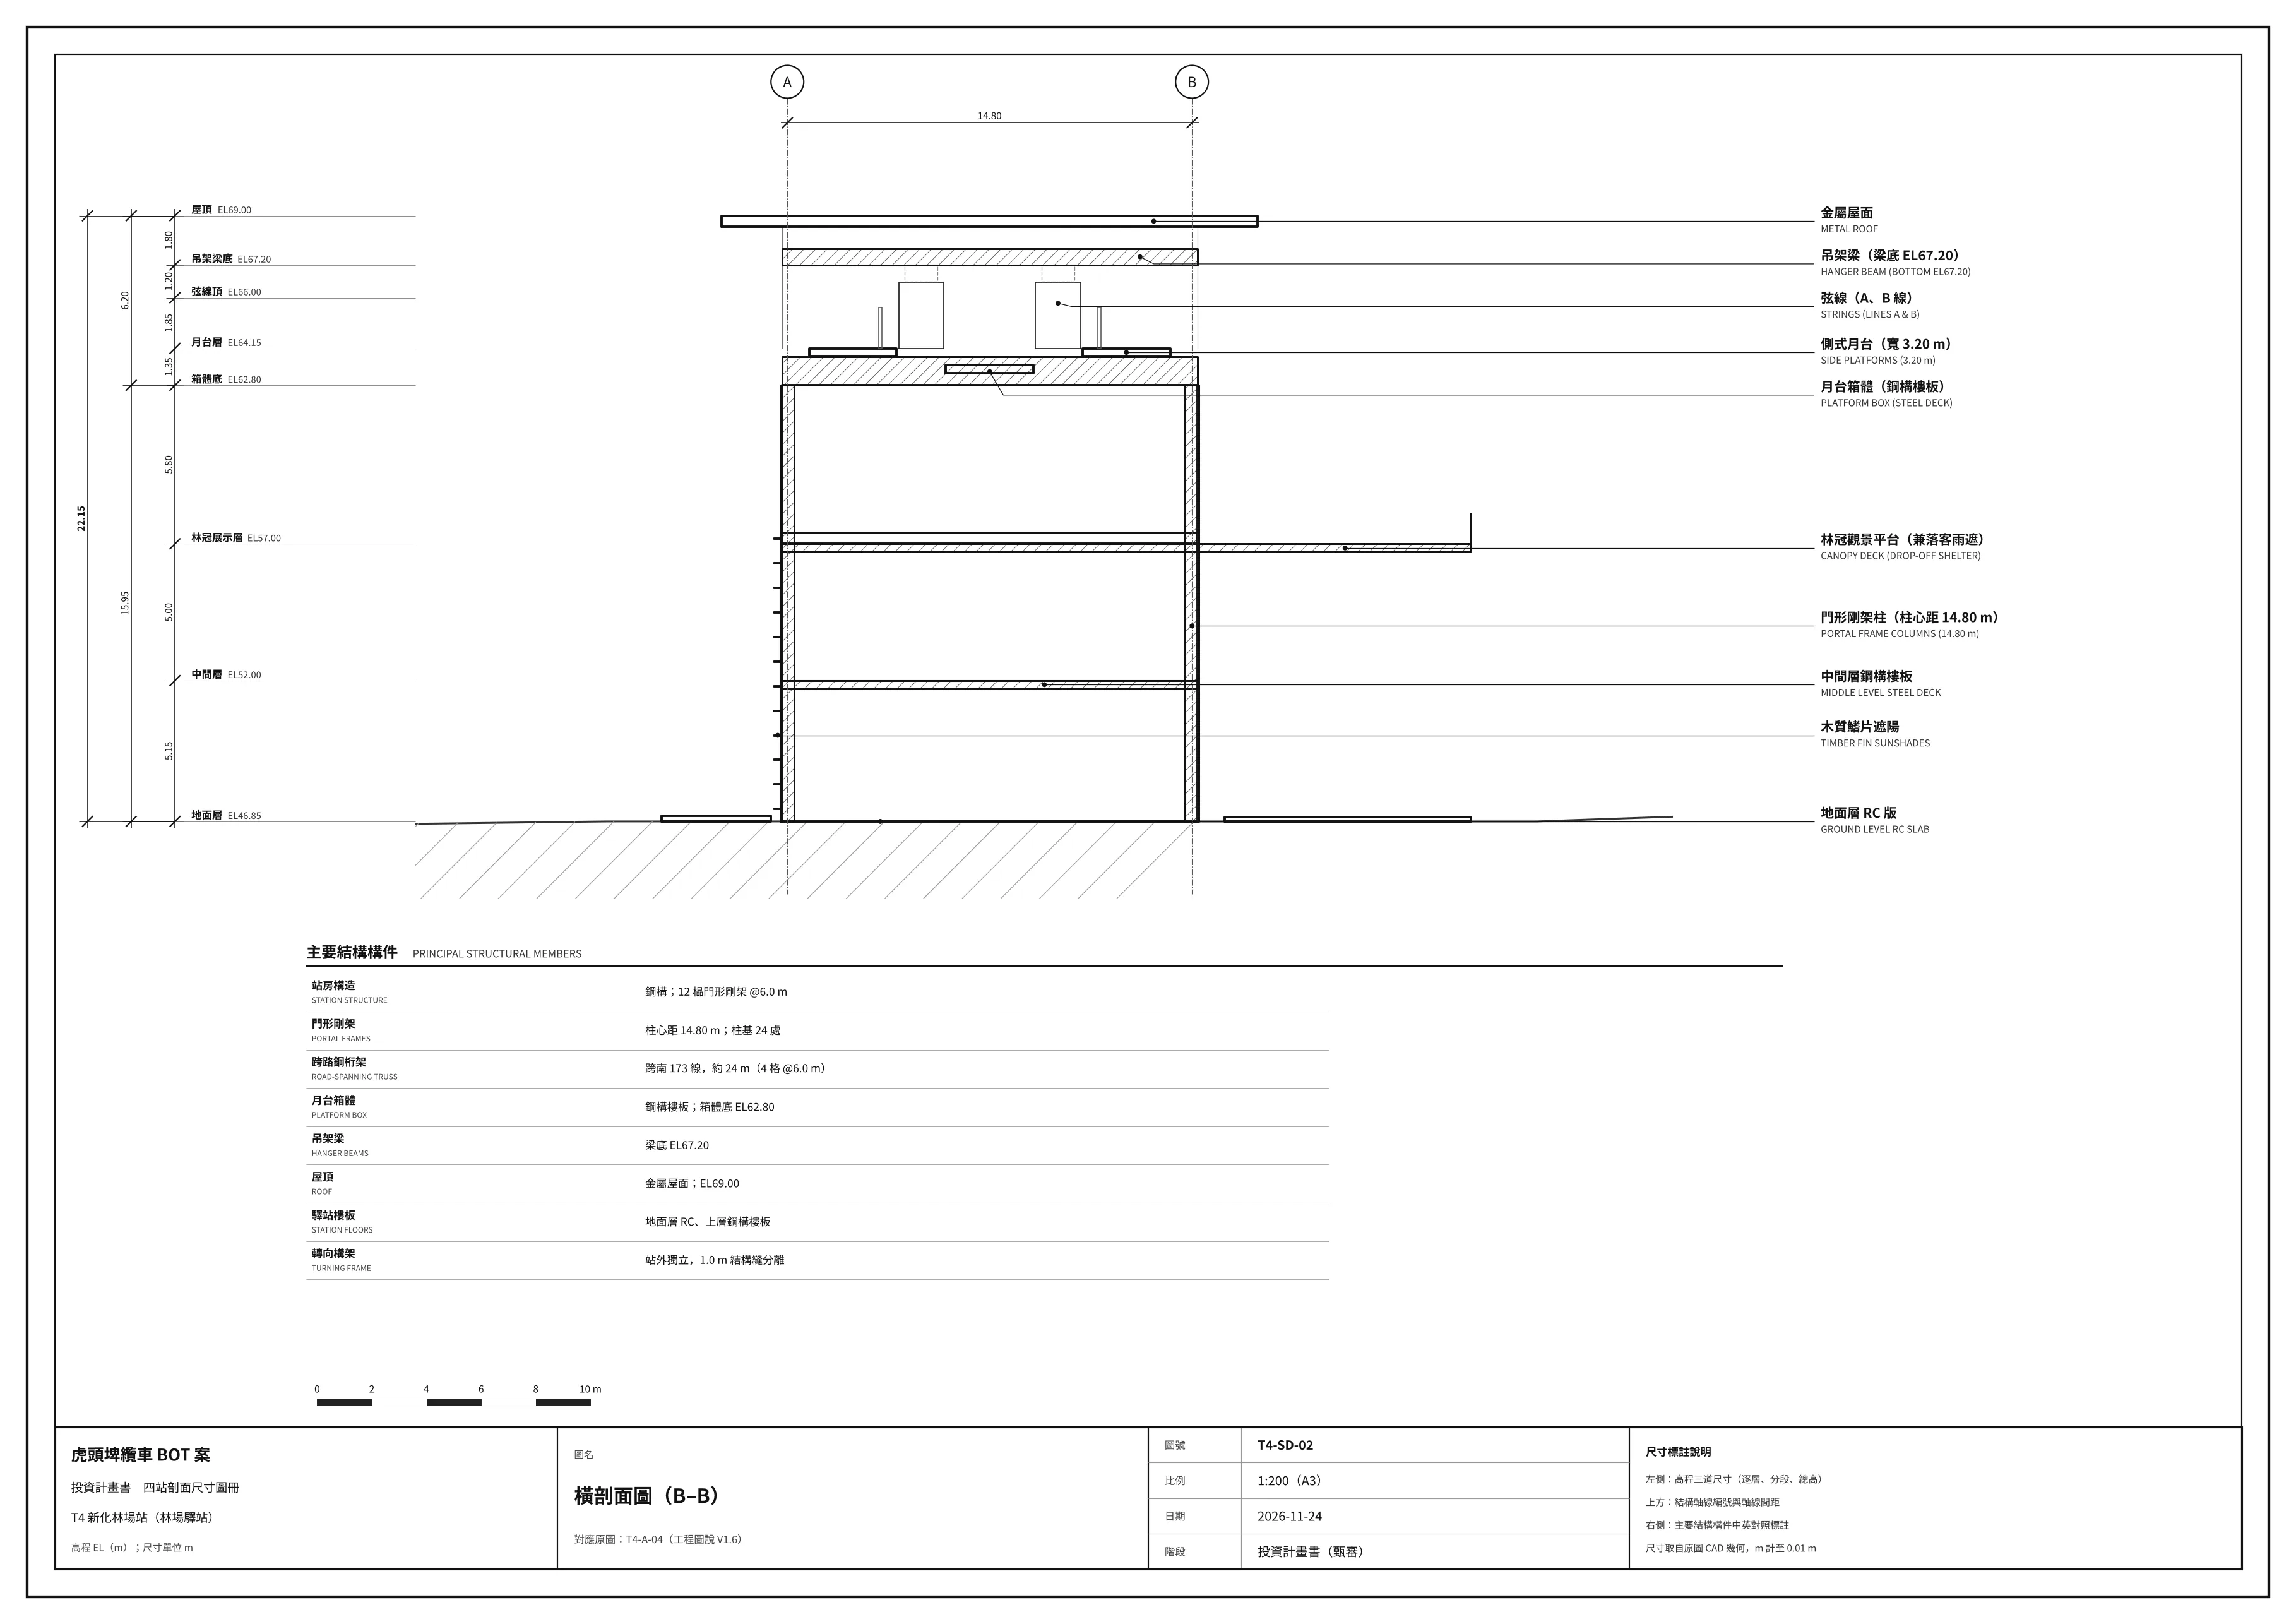 A
B
14.80
屋頂 EL69.00
吊架梁底 EL67.20
弦線頂 EL66.00
月台層 EL64.15
箱體底 EL62.80
林冠展示層 EL57.00
中間層 EL52.00
地面層 EL46.85
1.80
1.20
1.85
1.35
5.80
5.00
5.15
6.20
15.95
22.15
金屬屋面
METAL ROOF
吊架梁（梁底 EL67.20）
HANGER BEAM (BOTTOM EL67.20)
弦線（A、B 線）
STRINGS (LINES A & B)
側式月台（寬 3.20 m）
SIDE PLATFORMS (3.20 m)
月台箱體（鋼構樓板）
PLATFORM BOX (STEEL DECK)
林冠觀景平台（兼落客雨遮）
CANOPY DECK (DROP-OFF SHELTER)
門形剛架柱（柱心距 14.80 m）
PORTAL FRAME COLUMNS (14.80 m)
中間層鋼構樓板
MIDDLE LEVEL STEEL DECK
木質鰭片遮陽
TIMBER FIN SUNSHADES
地面層 RC 版
GROUND LEVEL RC SLAB
主要結構構件 PRINCIPAL STRUCTURAL MEMBERS
站房構造
STATION STRUCTURE
鋼構；12 榀門形剛架 @6.0 m
門形剛架
PORTAL FRAMES
柱心距 14.80 m；柱基 24 處
跨路鋼桁架
ROAD-SPANNING TRUSS
跨南 173 線，約 24 m（4 格 @6.0 m）
月台箱體
PLATFORM BOX
鋼構樓板；箱體底 EL62.80
吊架梁
HANGER BEAMS
梁底 EL67.20
屋頂
ROOF
金屬屋面；EL69.00
驛站樓板
STATION FLOORS
地面層 RC、上層鋼構樓板
轉向構架
TURNING FRAME
站外獨立，1.0 m 結構縫分離
0 2 4 6 8 10 m
虎頭埤纜車 BOT 案
投資計畫書　四站剖面尺寸圖冊
T4 新化林場站（林場驛站）
高程 EL（m）；尺寸單位 m
圖名
橫剖面圖（B–B）
對應原圖：T4-A-04（工程圖說 V1.6）
圖號 T4-SD-02
比例 1:200（A3）
日期 2026-11-24
階段 投資計畫書（甄審）
尺寸標註說明
左側：高程三道尺寸（逐層、分段、總高）
上方：結構軸線編號與軸線間距
右側：主要結構構件中英對照標註
尺寸取自原圖 CAD 幾何，m 計至 0.01 m